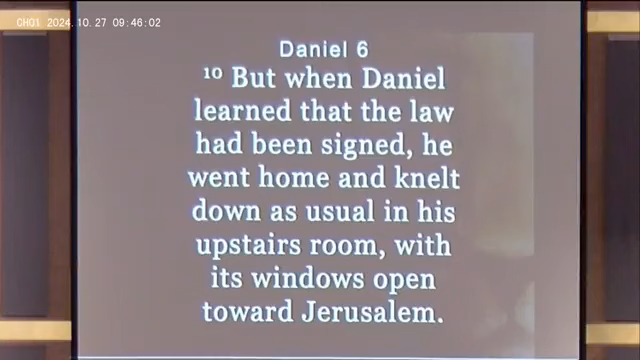 CH01 2024.10.27 09:46:02
Daniel 6
¹⁰ But when Daniel
learned that the law
had been signed, he
went home and knelt
down as usual in his
upstairs room, with
its windows open
toward Jerusalem.